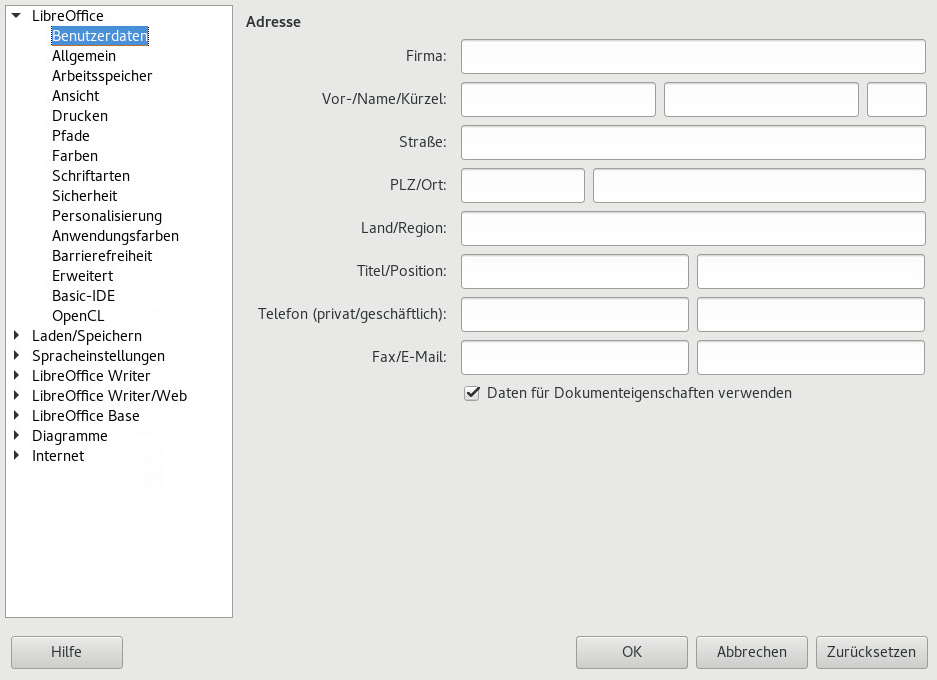 LibreOffice
Benutzerdaten
Allgemein
Arbeitsspeicher
Ansicht
Drucken
Pfade
Farben
Schriftarten
Sicherheit
Personalisierung
Anwendungsfarben
Barrierefreiheit
Erweitert
Basic-IDE
OpenCL
Laden/Speichern
Spracheinstellungen
LibreOffice Writer
LibreOffice Writer/Web
LibreOffice Base
Diagramme
Internet
Adresse
Firma:
Vor-/Name/Kürzel:
Straße:
PLZ/Ort:
Land/Region:
Titel/Position:
Telefon (privat/geschäftlich):
Fax/E-Mail:
Daten für Dokumenteigenschaften verwenden
Hilfe
OK
Abbrechen
Zurücksetzen